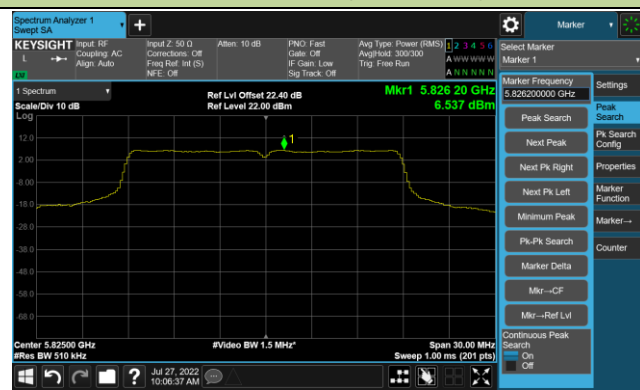 Spectrum Analyzer 1
Swept SA
+
Marker
KEYSIGHT
L
LW
Input: RF
Coupling: AC
Align: Auto
Input Z: 50 Ω
Corrections: Off
Freq Ref: Int (S)
NFE: Off
Atten: 10 dB
PNO: Fast
Gate: Off
IF Gain: Low
Sig Track: Off
Avg Type: Power (RMS)
Avg|Hold: 300/300
Trig: Free Run
1 2 3 4 5 6
A W W W W W
A N N N N N
Select Marker
Marker 1
1 Spectrum
Scale/Div 10 dB
Log
Ref Lvl Offset 22.40 dB
Ref Level 22.00 dBm
Mkr1 5.826 20 GHz
6.537 dBm
1
12.0
2.00
-8.00
-18.0
-28.0
-38.0
-48.0
-58.0
-68.0
Center 5.82500 GHz
#Res BW 510 kHz
#Video BW 1.5 MHz*
Span 30.00 MHz
Sweep 1.00 ms (201 pts)
Marker Frequency
5.826200000 GHz
Peak Search
Next Peak
Next Pk Right
Next Pk Left
Minimum Peak
Pk-Pk Search
Marker Delta
Mkr→CF
Mkr→Ref Lvl
Continuous Peak
Search
On
Off
Settings
Peak
Search
Pk Search
Config
Properties
Marker
Function
Marker→
Counter
?
Jul 27, 2022
10:06:37 AM